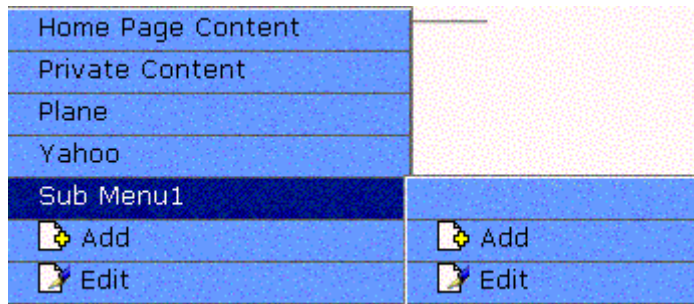 Home Page Content
Private Content
Plane
Yahoo
Sub Menu1
Add
Edit
Add
Edit